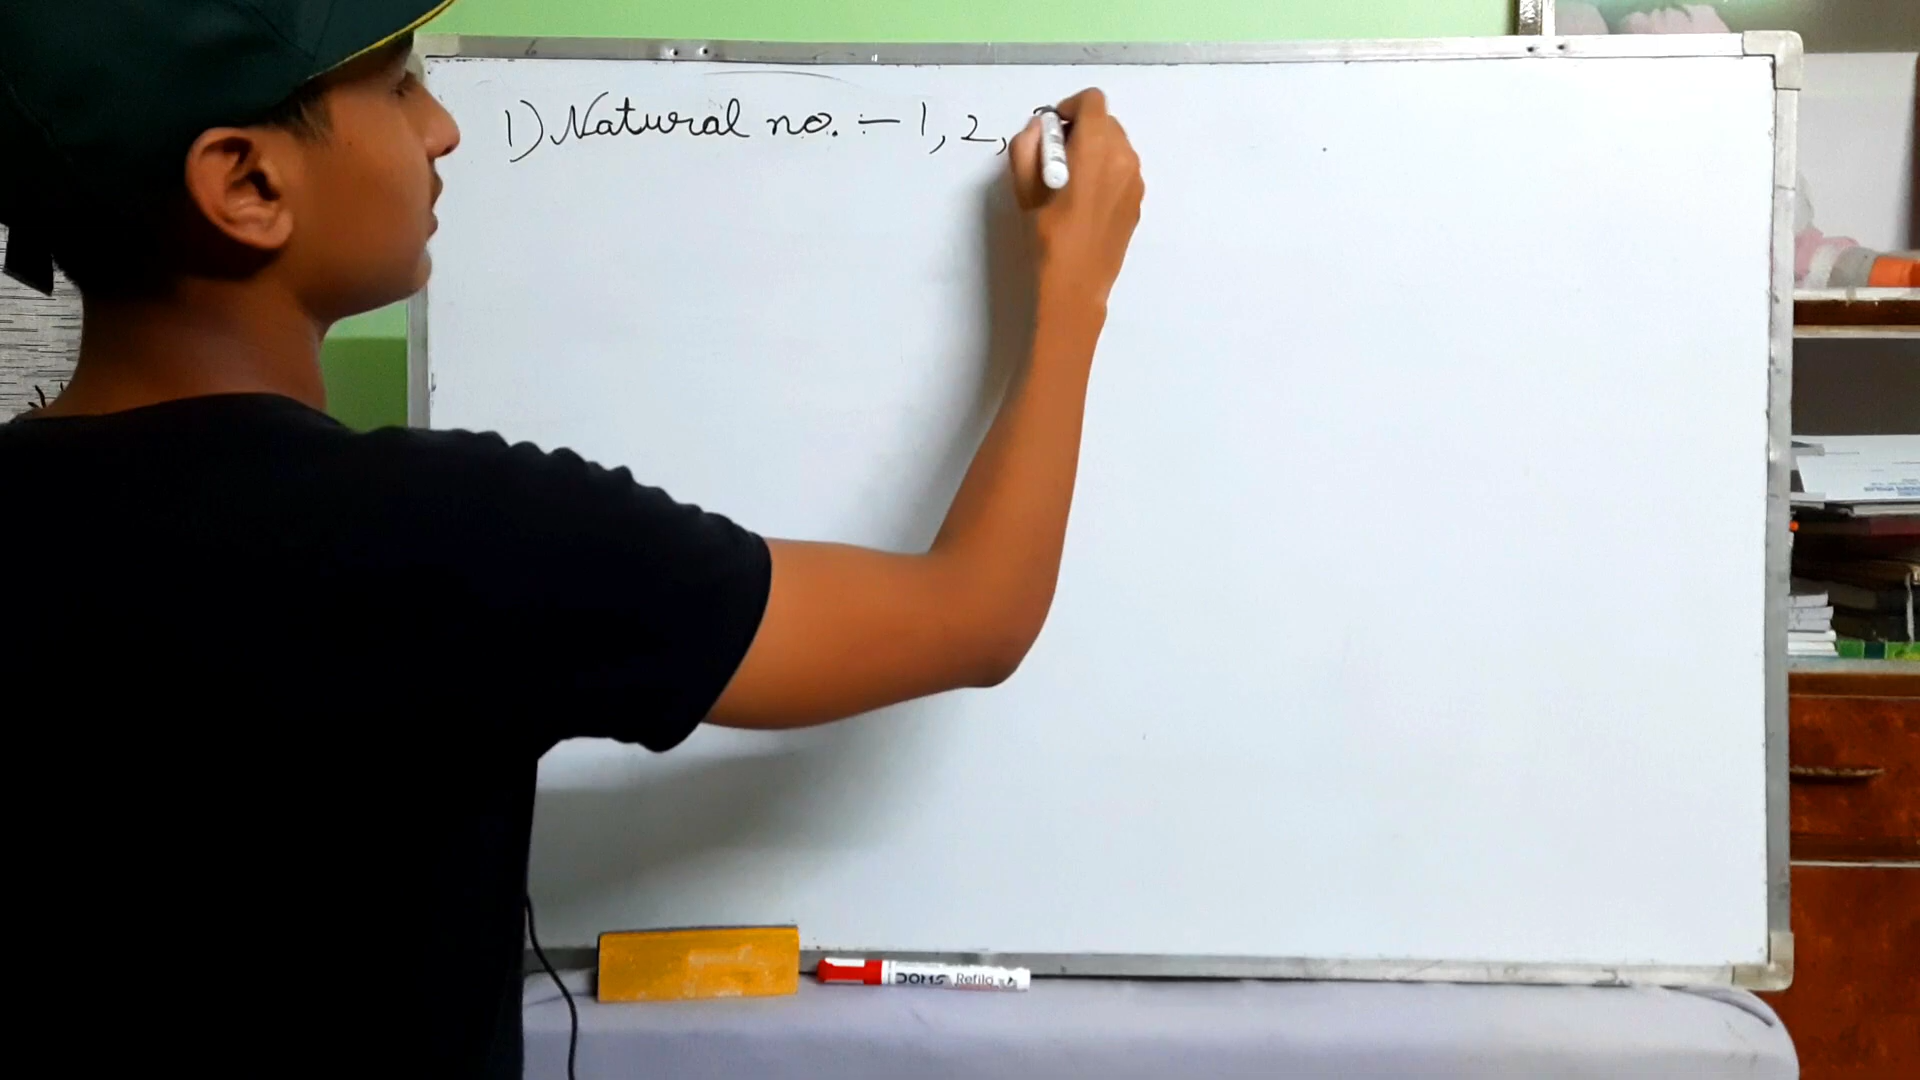 1) Natural no. :- 1, 2,
DOMS Refilo